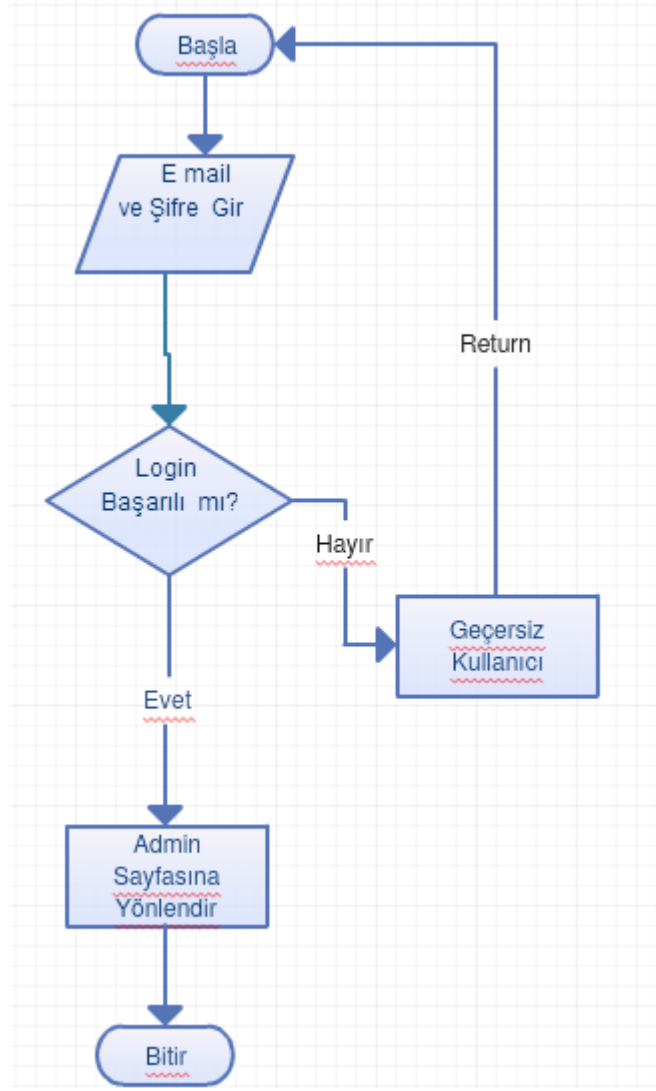 Başla
E mail
ve Şifre Gir
Return
Login
Başarılı mı?
Hayır
Geçersiz
Kullanıcı
Evet
Admin
Sayfasına
Yönlendir
Bitir